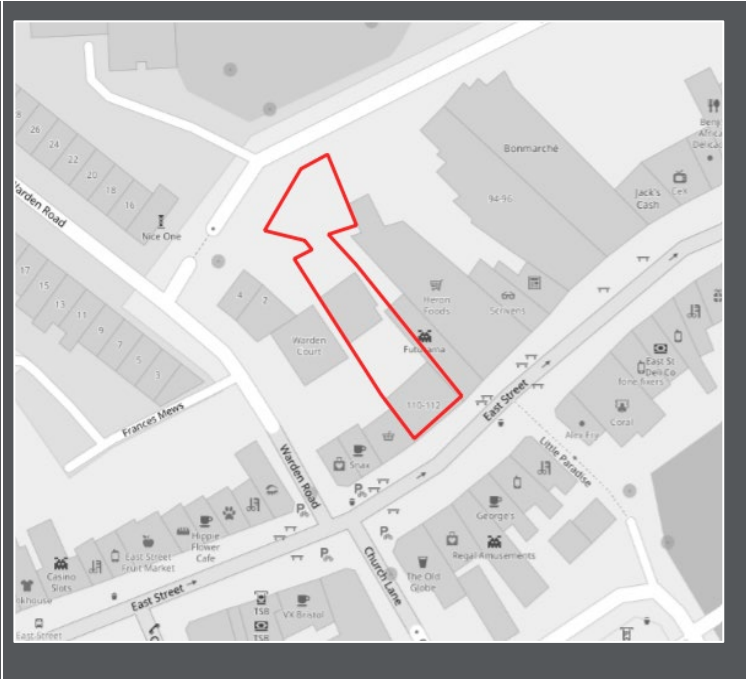 26
24
22
20
18
16
Warden Road
Nice One
Bonmarché
94-96
Jack's
Cash
Cex
17
15
13
11
9
7
5
3
4
2
Warden
Court
Heron
Foods
Scrivens
Futurama
110-112
East Street
East St
Deli Co
fone fixers
Coral
Alex Fry
Little Paradise
Frances Mews
Warden Road
Snax
George's
Regal Amusements
Hippie
Flower
Cafe
East Street
Fruit Market
Casino
Slots
East Street
East Street
TSB
TSB
VX Bristol
Church Lane
The Old
Globe